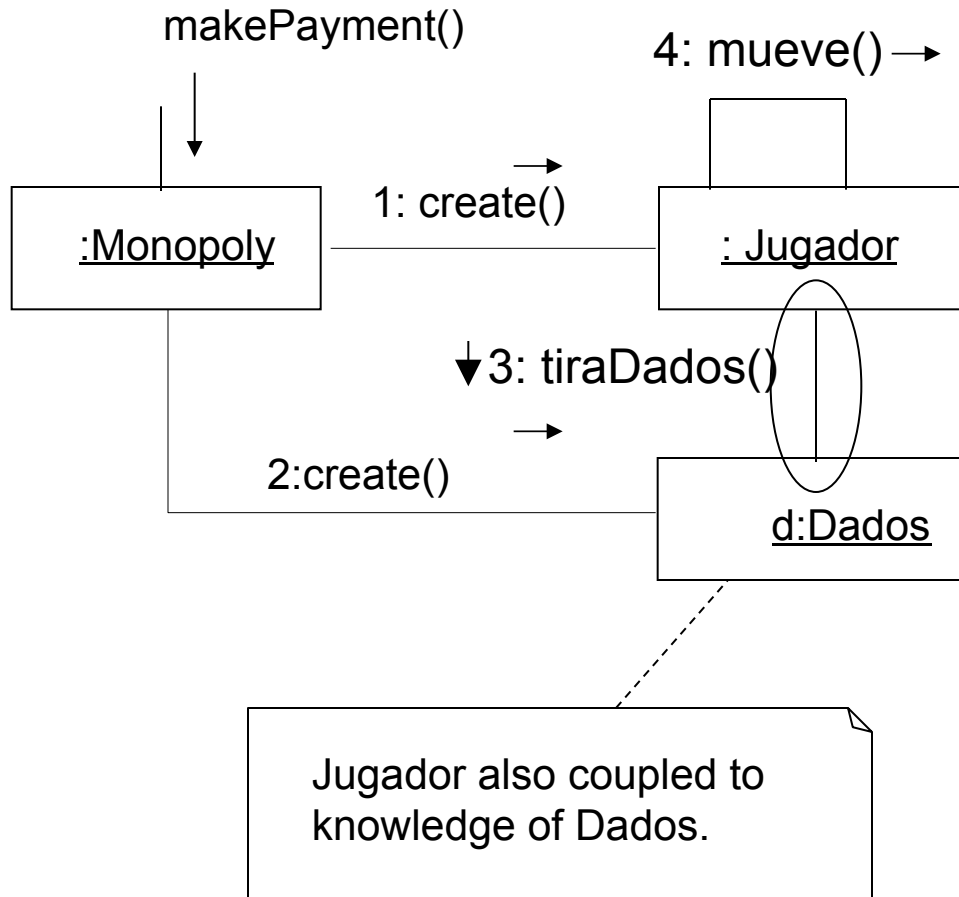 makePayment()
4: mueve()
1: create()
:Monopoly
: Jugador
3: tiraDados()
2:create()
d:Dados
Jugador also coupled to
knowledge of Dados.